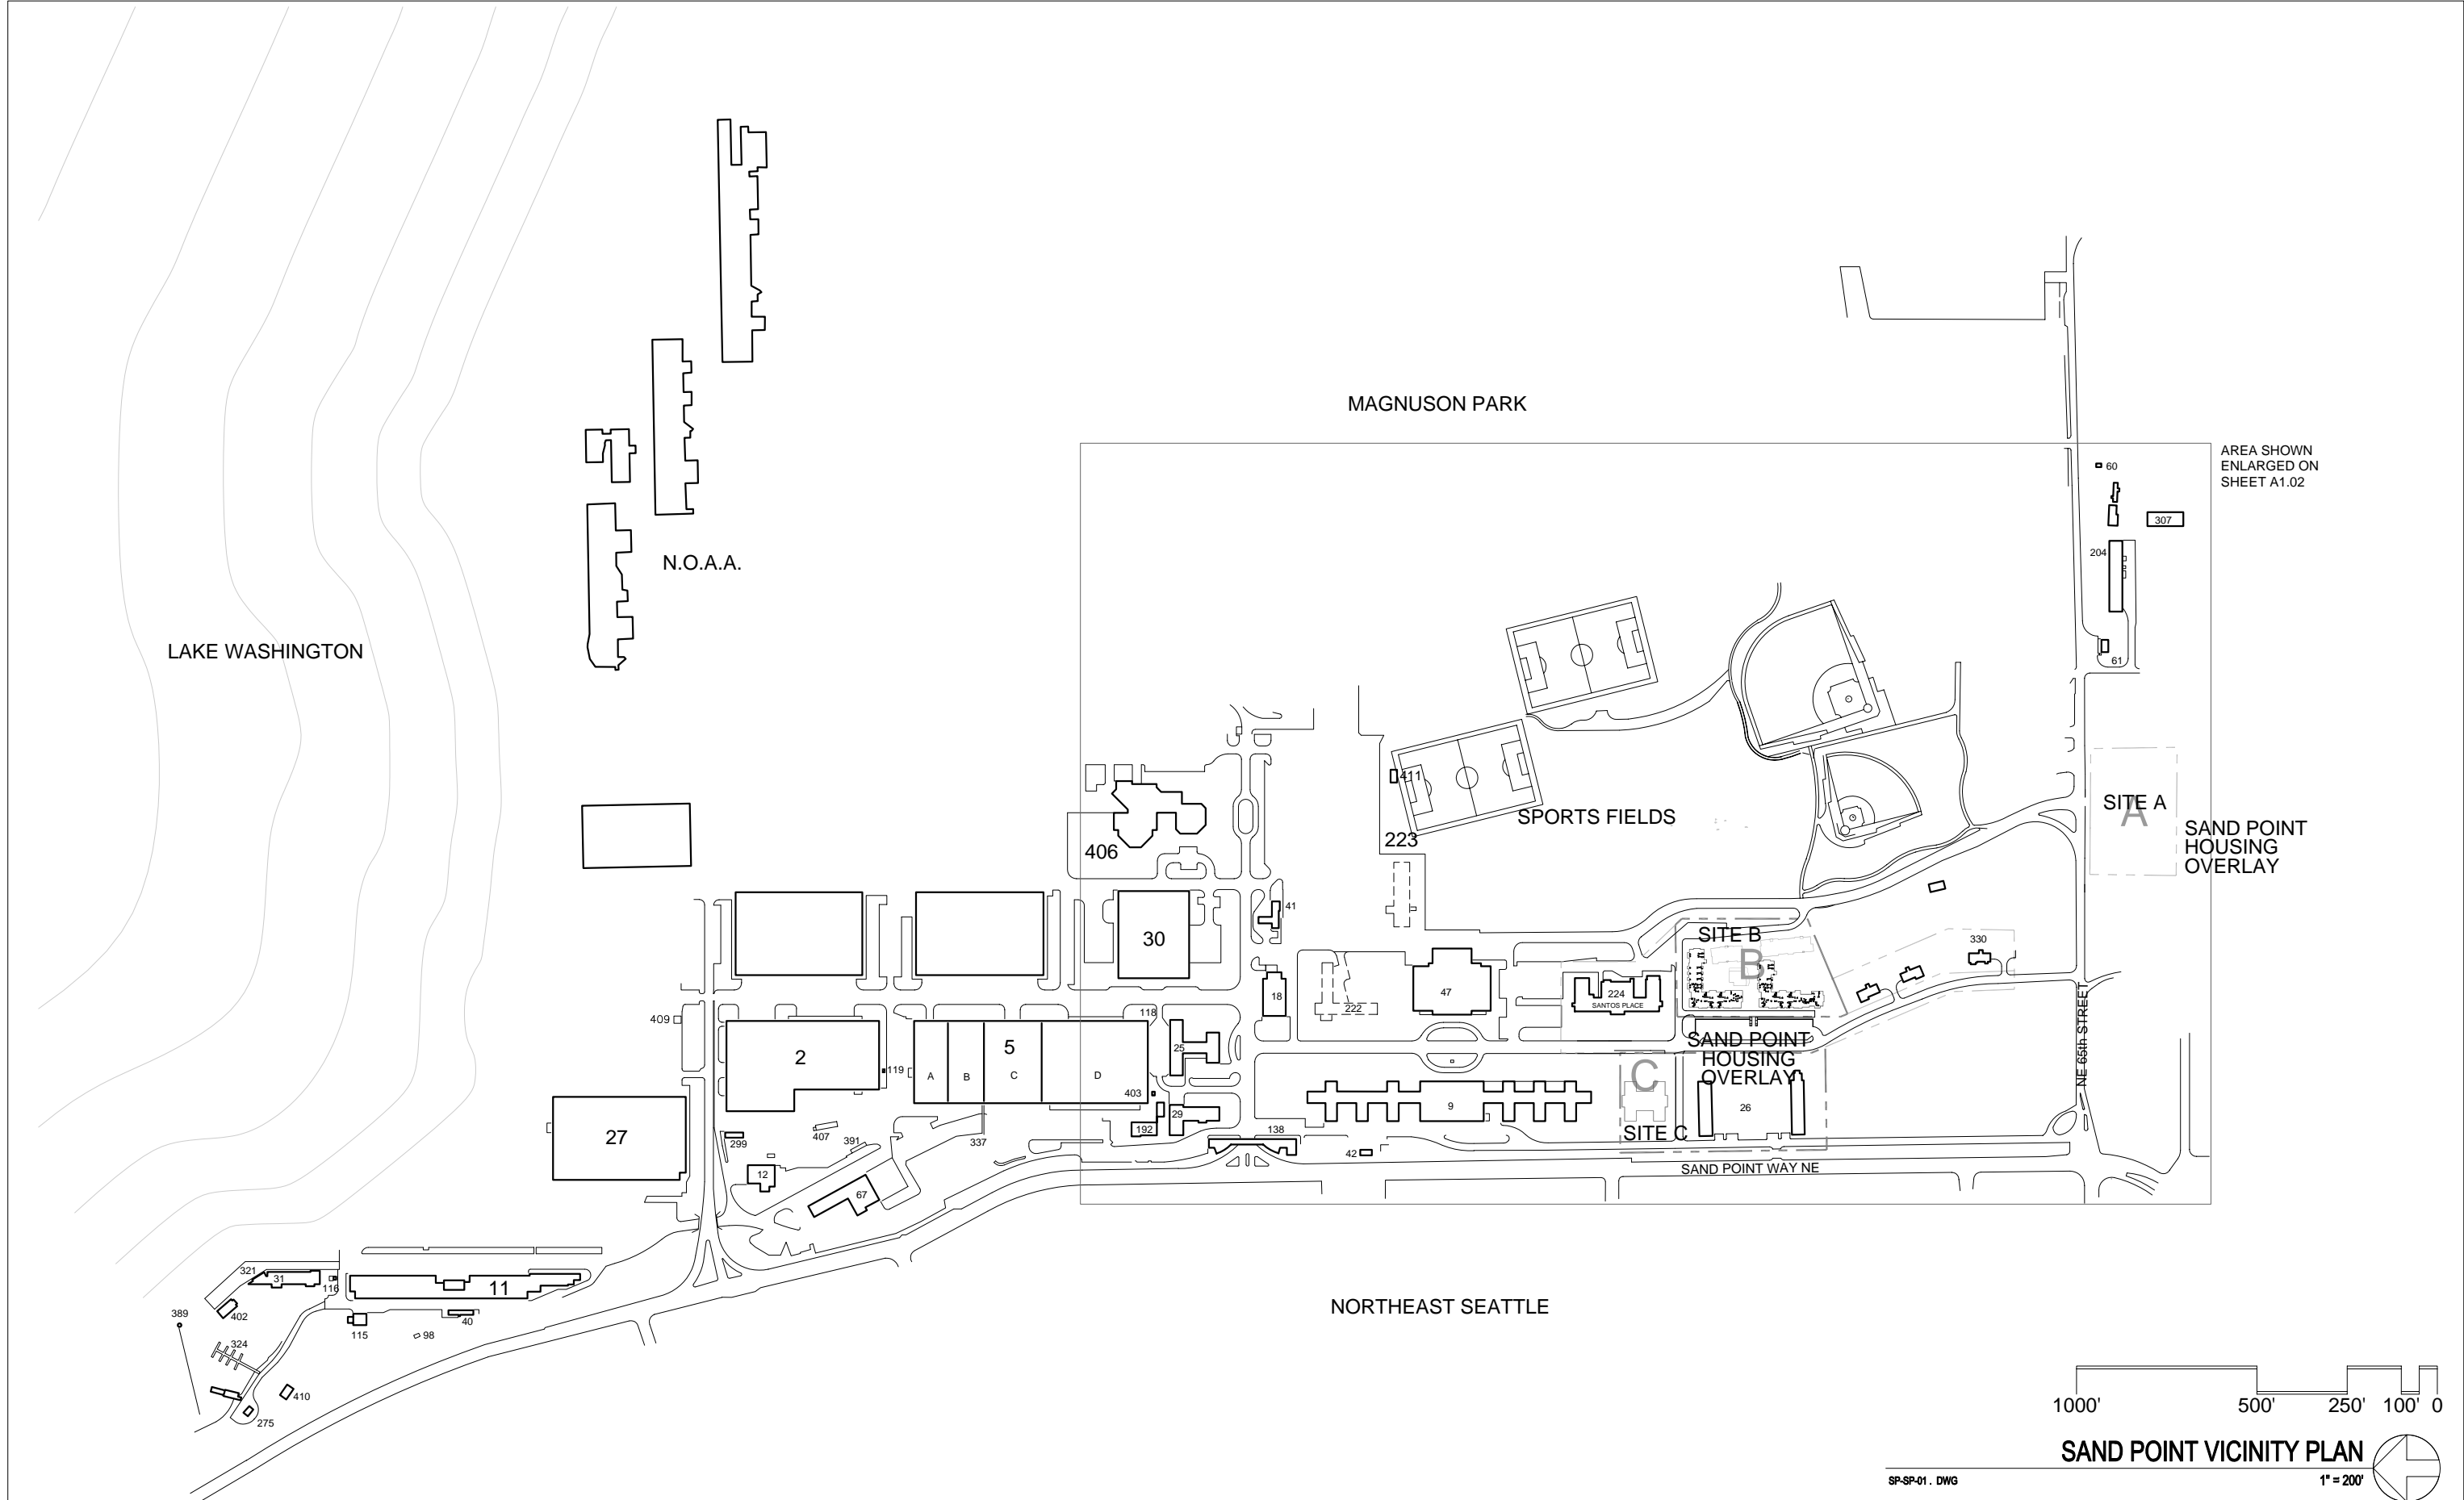 MAGNUSON PARK
AREA SHOWN
ENLARGED ON
SHEET A1.02
60
307
204
N.O.A.A.
LAKE WASHINGTON
61
411
SITE A
A
SPORTS FIELDS
SAND POINT
HOUSING
OVERLAY
223
406
41
30
SITE B
B
330
18
47
224
SANTOS PLACE
222
118
409
25
2
5
SAND POINT
HOUSING
OVERLAY
NE 65th STREET
119
A
B
C
D
C
403
9
26
29
192
138
SITE C
27
299
407
391
337
42
SAND POINT WAY NE
12
67
321
31
116
11
NORTHEAST SEATTLE
389
402
115
98
40
324
410
275
1000'
500'
250'
100'
0
SAND POINT VICINITY PLAN
SP-SP-01 . DWG
1" = 200'